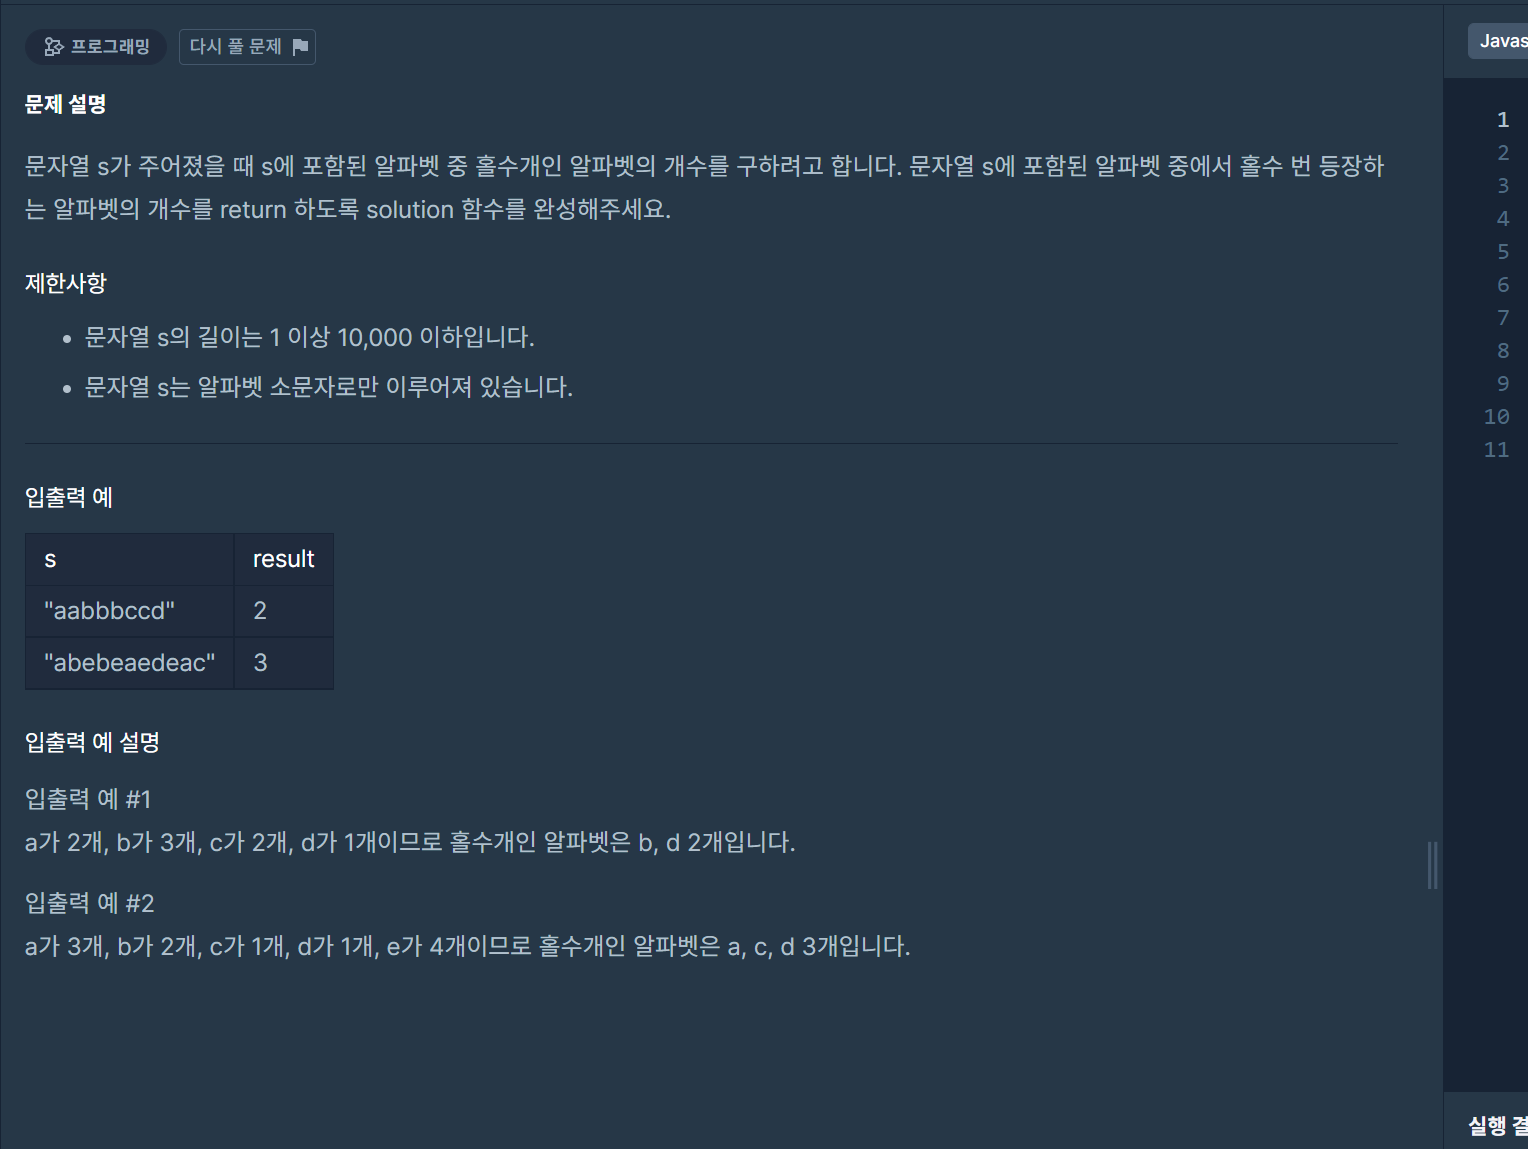 프로그래밍 다시 풀 문제
Javas
문제 설명
문자열 s가 주어졌을 때 s에 포함된 알파벳 중 홀수개인 알파벳의 개수를 구하려고 합니다. 문자열 s에 포함된 알파벳 중에서 홀수 번 등장하
는 알파벳의 개수를 return 하도록 solution 함수를 완성해주세요.
제한사항
• 문자열 s의 길이는 1 이상 10,000 이하입니다.
• 문자열 s는 알파벳 소문자로만 이루어져 있습니다.
입출력 예
s result
"aabbbccd" 2
"abebeaedeac" 3
입출력 예 설명
입출력 예 #1
a가 2개, b가 3개, c가 2개, d가 1개이므로 홀수개인 알파벳은 b, d 2개입니다.
입출력 예 #2
a가 3개, b가 2개, c가 1개, d가 1개, e가 4개이므로 홀수개인 알파벳은 a, c, d 3개입니다.
1
2
3
4
5
6
7
8
9
10
11
실행 결